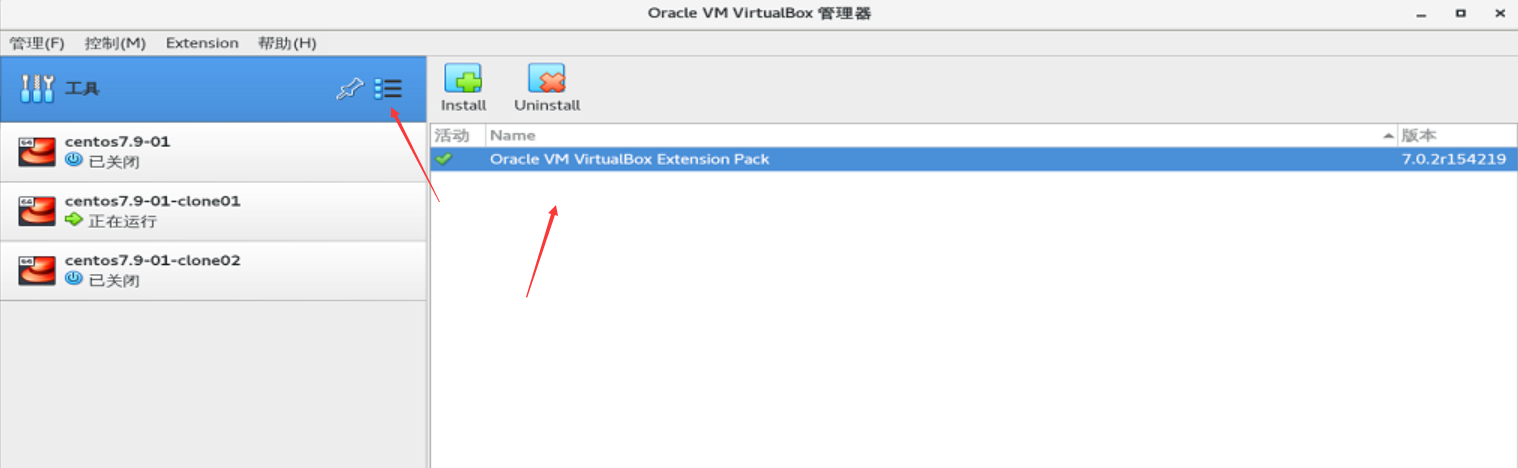 Oracle VM VirtualBox 管理器
管理(F) 控制(M) Extension 帮助(H)
工具
Install Uninstall
活动 Name 版本
Oracle VM VirtualBox Extension Pack 7.0.2r154219
centos7.9-01
已关闭
centos7.9-01-clone01
正在运行
centos7.9-01-clone02
已关闭